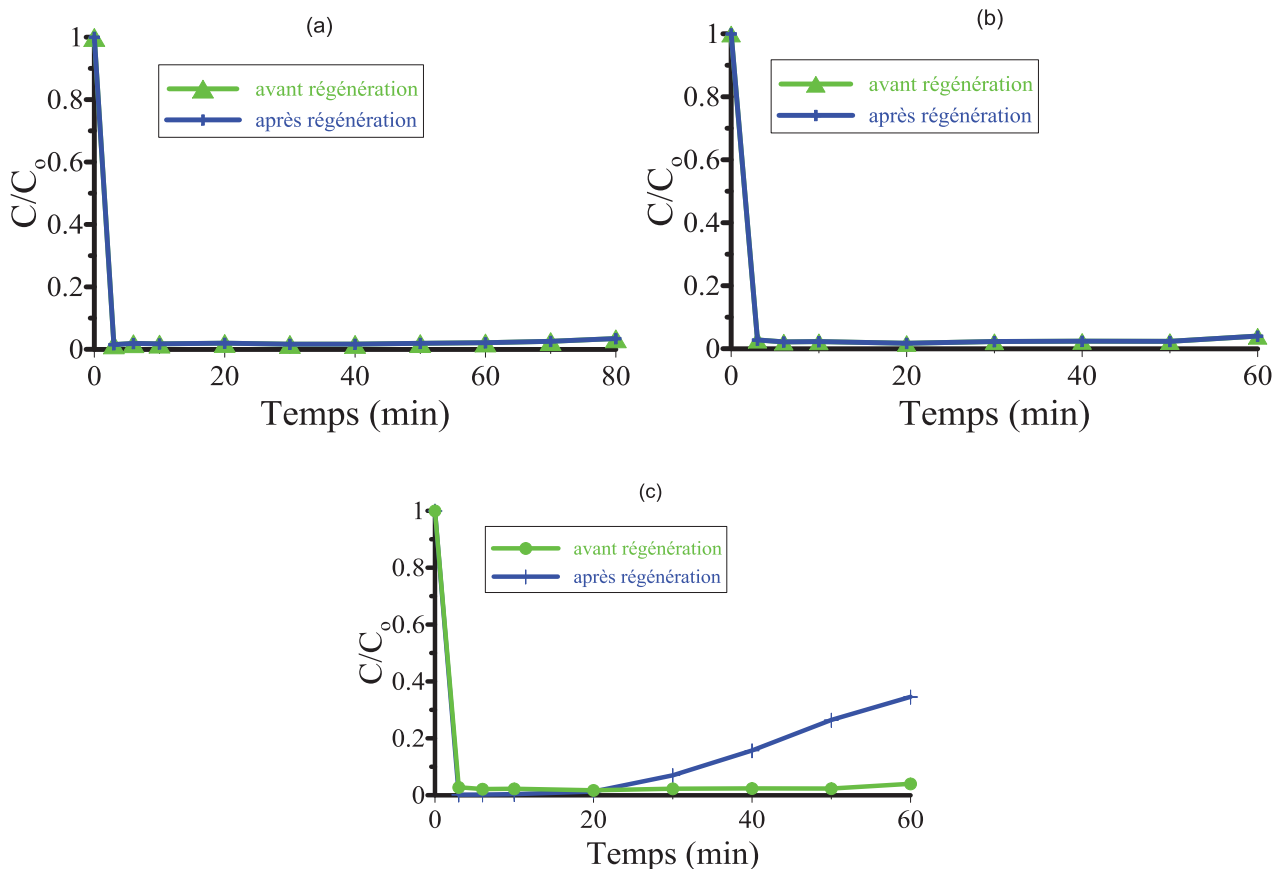 (a)
1
0.8
0.6
0.4
0.2
0
C/Co
avant régénération
après régénération
0 20 40 60 80
Temps (min)
(b)
1
0.8
0.6
0.4
0.2
0
C/Co
avant régénération
après régénération
0 20 40 60
Temps (min)
(c)
1
0.8
0.6
0.4
0.2
0
C/Co
avant régénération
après régénération
0 20 40 60
Temps (min)